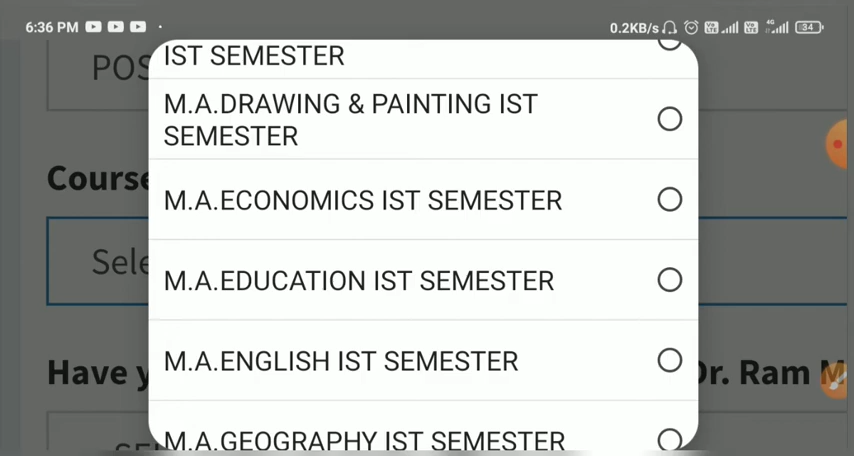 6:36 PM
0.2KB/s
4G
34
POS
IST SEMESTER
M.A.DRAWING & PAINTING IST
SEMESTER
Course
M.A.ECONOMICS IST SEMESTER
Sele
M.A.EDUCATION IST SEMESTER
M.A.ENGLISH IST SEMESTER
Have y
Dr. Ram M
M.A.GEOGRAPHY IST SEMESTER